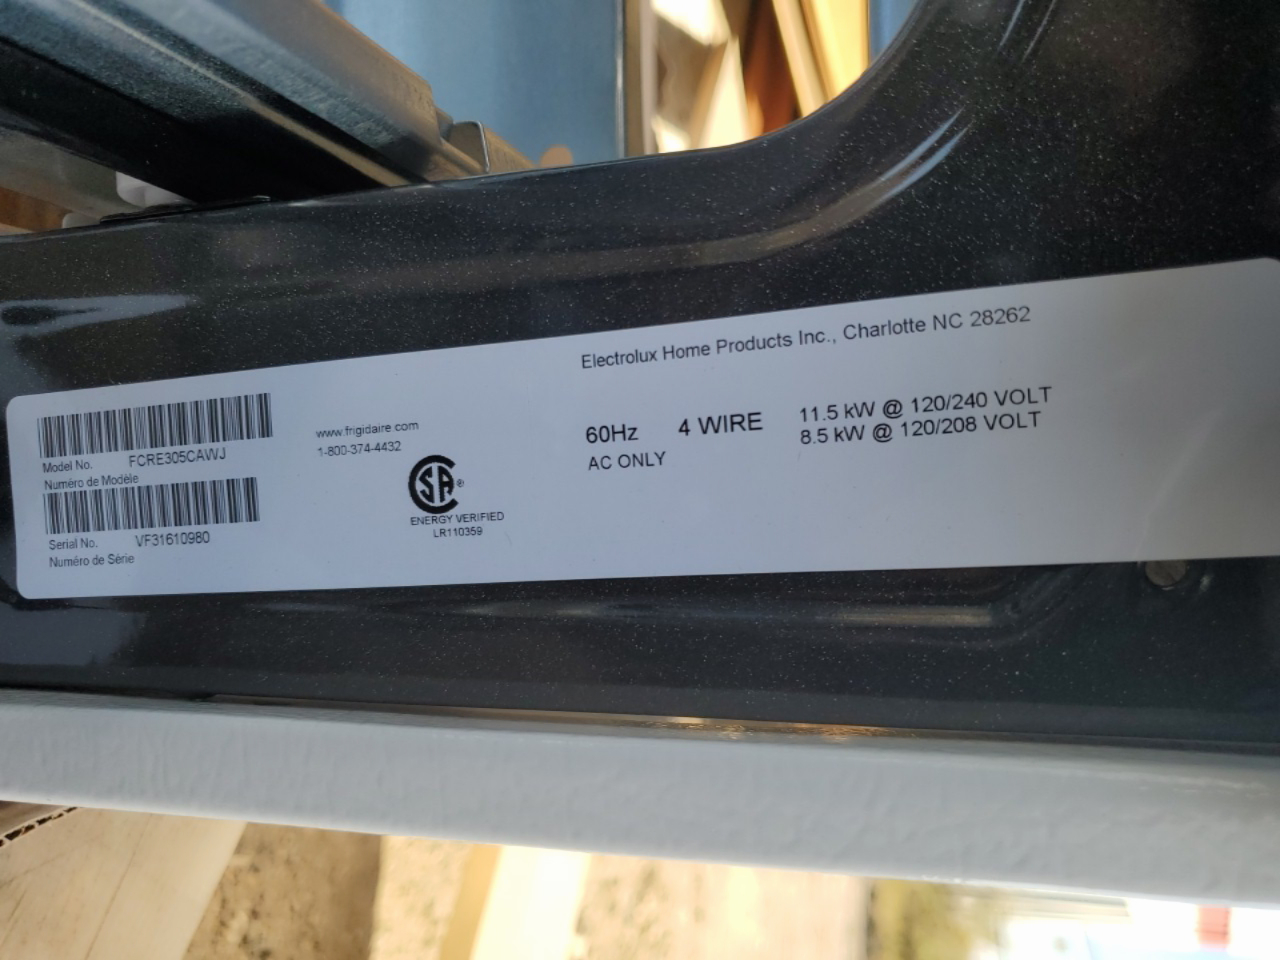 Electrolux Home Products Inc., Charlotte NC 28262
Model No. FCRE305CAWJ
Numéro de Modèle
Serial No. VF31610980
Numéro de Série
www.frigidaire.com
1-800-374-4432
SA ®
ENERGY VERIFIED
LR110359
60Hz 4 WIRE
AC ONLY
11.5 kW @ 120/240 VOLT
8.5 kW @ 120/208 VOLT